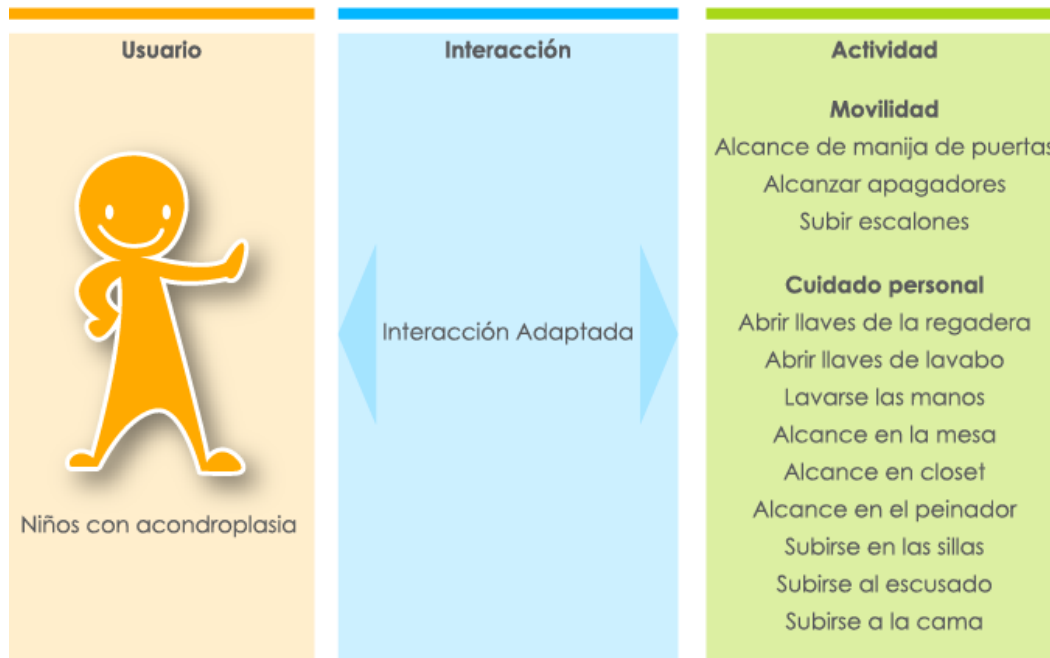 Usuario
Niños con acondroplasia
Interacción
Interacción Adaptada
Actividad
Movilidad
Alcance de manija de puertas
Alcanzar apagadores
Subir escalones
Cuidado personal
Abrir llaves de la regadera
Abrir llaves de lavabo
Lavarse las manos
Alcance en la mesa
Alcance en closet
Alcance en el peinador
Subirse en las sillas
Subirse al escusado
Subirse a la cama